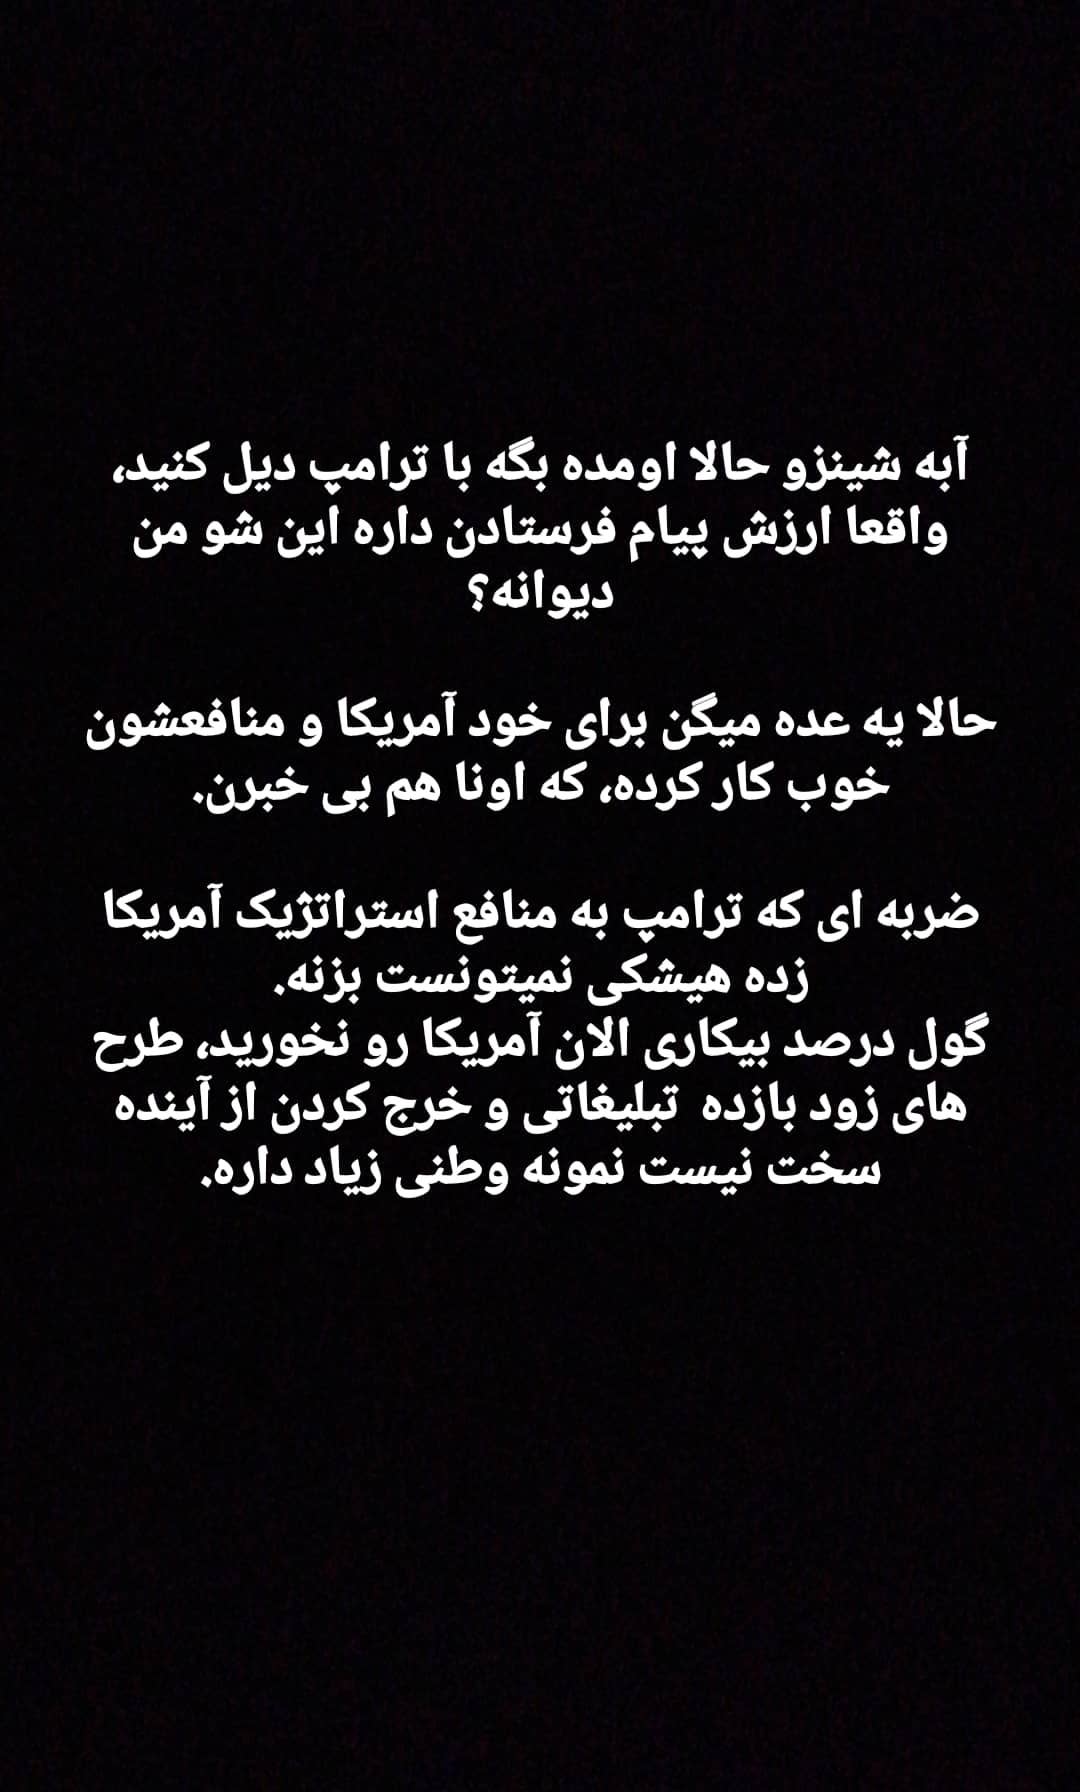 آبه شینزو حالا اومده بگه با ترامپ دیل کنید،
واقعا ارزش پیام فرستادن داره این شو من
دیوانه؟
حالا یه عده میگن برای خود آمریکا و منافعشون
خوب کار کرده، که اونا هم بی خبرن.
ضربه ای که ترامپ به منافع استراتژیک آمریکا
زده هیشکی نمیتونست بزنه.
گول درصد بیکاری الان آمریکا رو نخورید، طرح
های زود بازده تبلیغاتی و خرج کردن از آینده
سخت نیست نمونه وطنی زیاد داره.